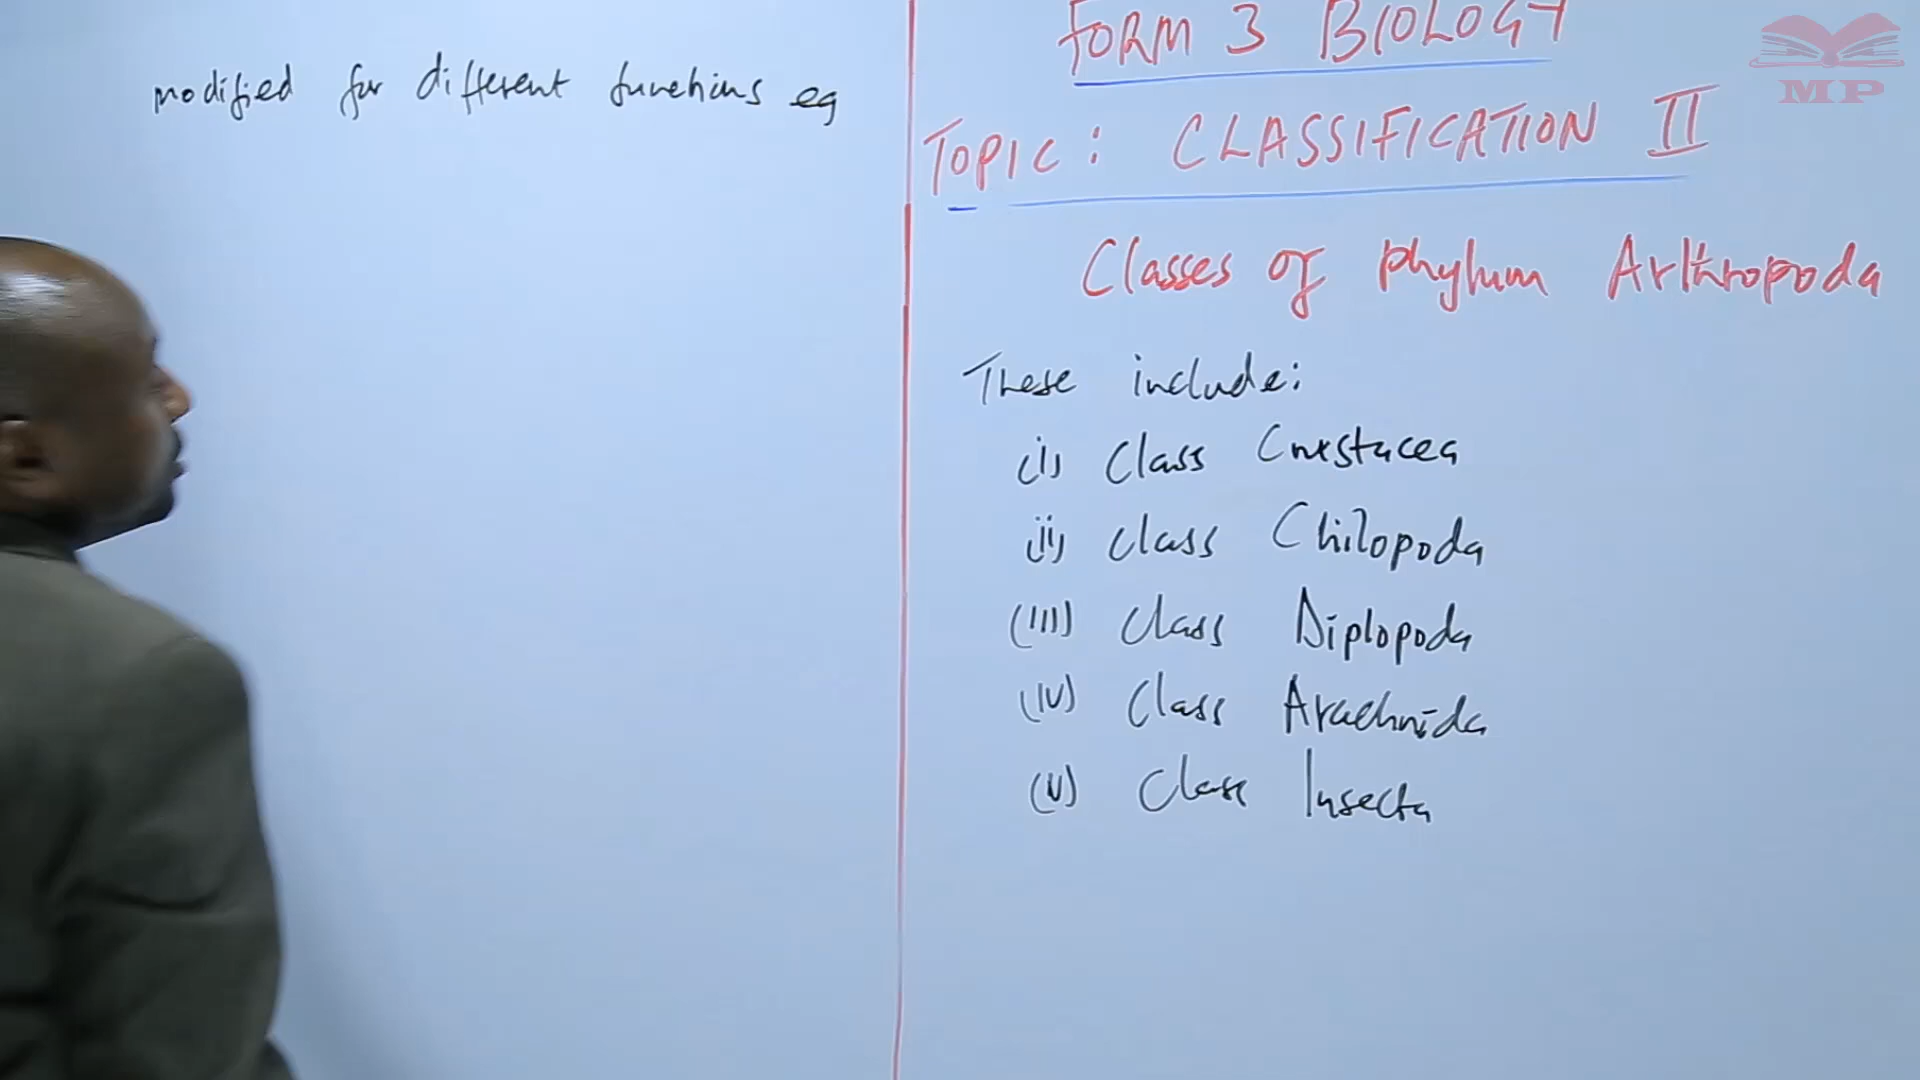 modified for different functions eg
FORM 3 BIOLOGY
TOPIC: CLASSIFICATION II
Classes of phylum Arthropoda
These include:
(i) Class Crustacea
(ii) Class Chilopoda
(III) Class Diplopoda
(IV) Class Arachnida
(V) Class Insecta
MP